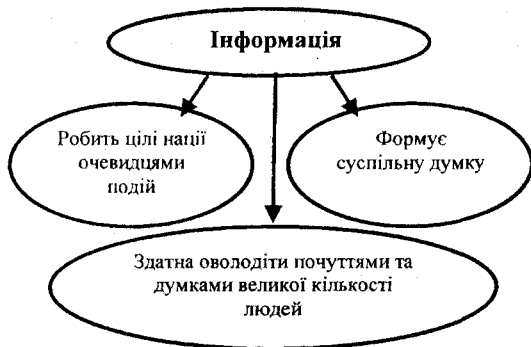 Інформація
Робить цілі нації
очевидцями
подій
Формує
суспільну думку
Здатна оволодіти почуттями та
думками великої кількості
людей